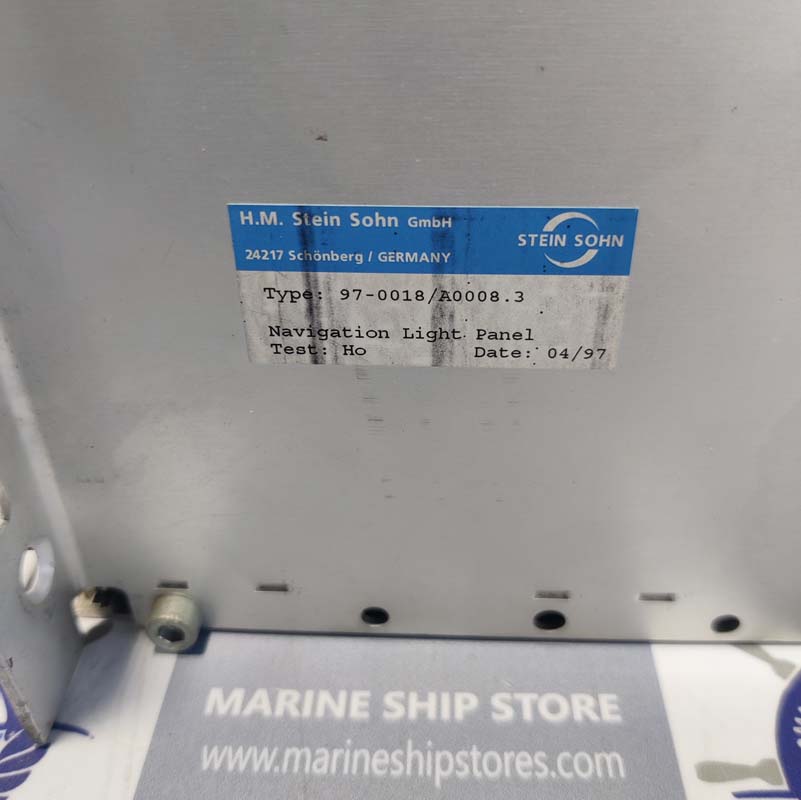 H.M. Stein Sohn GmbH
24217 Schönberg / GERMANY
STEIN SOHN
Type: 97-0018/A0008.3
Navigation Light Panel
Test: Ho Date: 04/97
MARINE SHIP STORE
www.marineshipstores.com